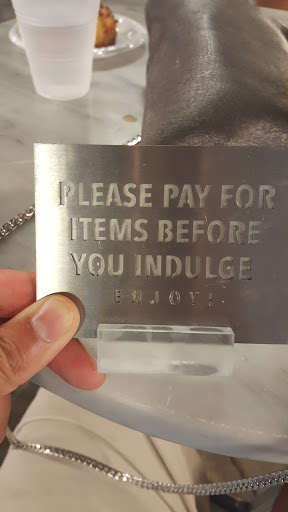 PLEASE PAY FOR
ITEMS BEFORE
YOU INDULGE
ENJOY!